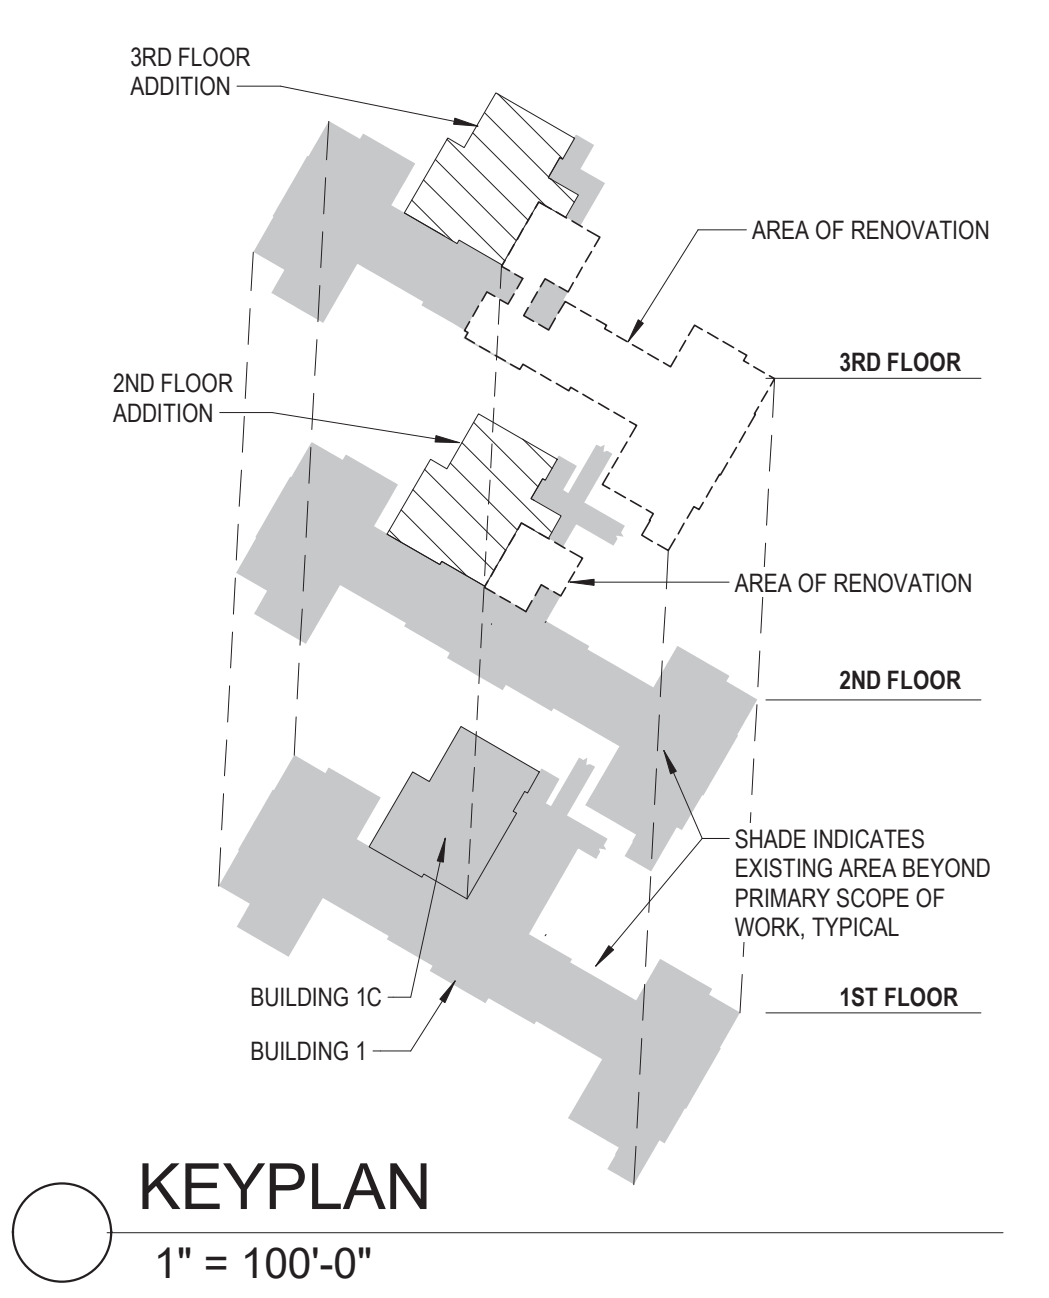 3RD FLOOR
ADDITION
AREA OF RENOVATION
3RD FLOOR
2ND FLOOR
ADDITION
AREA OF RENOVATION
2ND FLOOR
SHADE INDICATES
EXISTING AREA BEYOND
PRIMARY SCOPE OF
WORK, TYPICAL
BUILDING 1C
1ST FLOOR
BUILDING 1
KEYPLAN
1" = 100'-0"